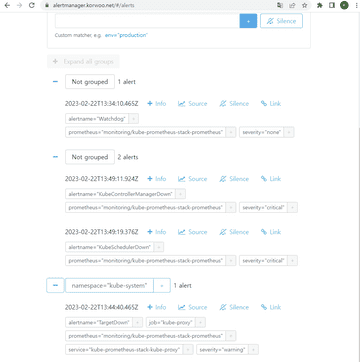 alertmanager.korwoo.net/#/alerts
+
Silence
Custom matcher, e.g. env="production"
+ Expand all groups
Not grouped 1 alert
2023-02-22T13:34:10.465Z + Info Source Silence Link
alertname="Watchdog" +
prometheus="monitoring/kube-prometheus-stack-prometheus" + severity="none" +
Not grouped 2 alerts
2023-02-22T13:49:11.924Z + Info Source Silence Link
alertname="KubeControllerManagerDown" +
prometheus="monitoring/kube-prometheus-stack-prometheus" + severity="critical" +
2023-02-22T13:49:19.376Z + Info Source Silence Link
alertname="KubeSchedulerDown" +
prometheus="monitoring/kube-prometheus-stack-prometheus" + severity="critical" +
namespace="kube-system" + 1 alert
2023-02-22T13:44:40.465Z + Info Source Silence Link
alertname="TargetDown" + job="kube-proxy" +
prometheus="monitoring/kube-prometheus-stack-prometheus" +
service="kube-prometheus-stack-kube-proxy" + severity="warning" +